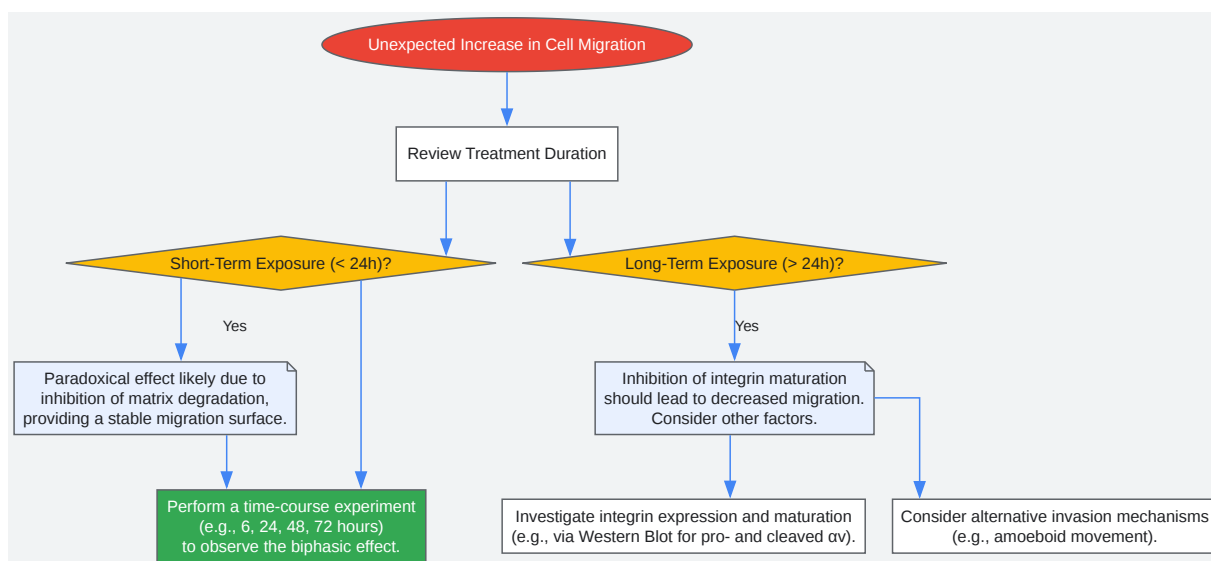 Unexpected Increase in Cell Migration
Review Treatment Duration
Short-Term Exposure (< 24h)?
Long-Term Exposure (> 24h)?
Yes
Yes
Paradoxical effect likely due to
inhibition of matrix degradation,
providing a stable migration surface.
Inhibition of integrin maturation
should lead to decreased migration.
Consider other factors.
Perform a time-course experiment
(e.g., 6, 24, 48, 72 hours)
to observe the biphasic effect.
Investigate integrin expression and maturation
(e.g., via Western Blot for pro- and cleaved αv).
Consider alternative invasion mechanisms
(e.g., amoeboid movement).